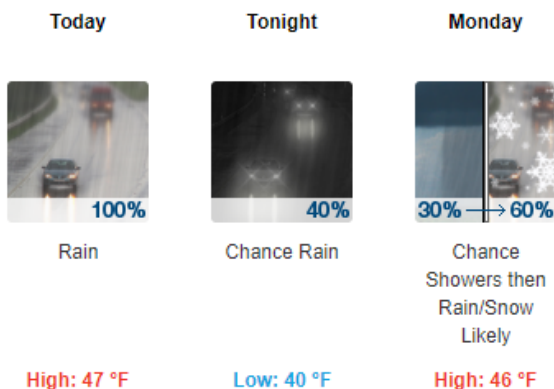 Today
Tonight
Monday
100%
40%
30% → 60%
Rain
Chance Rain
Chance
Showers then
Rain/Snow
Likely
High: 47 °F
Low: 40 °F
High: 46 °F